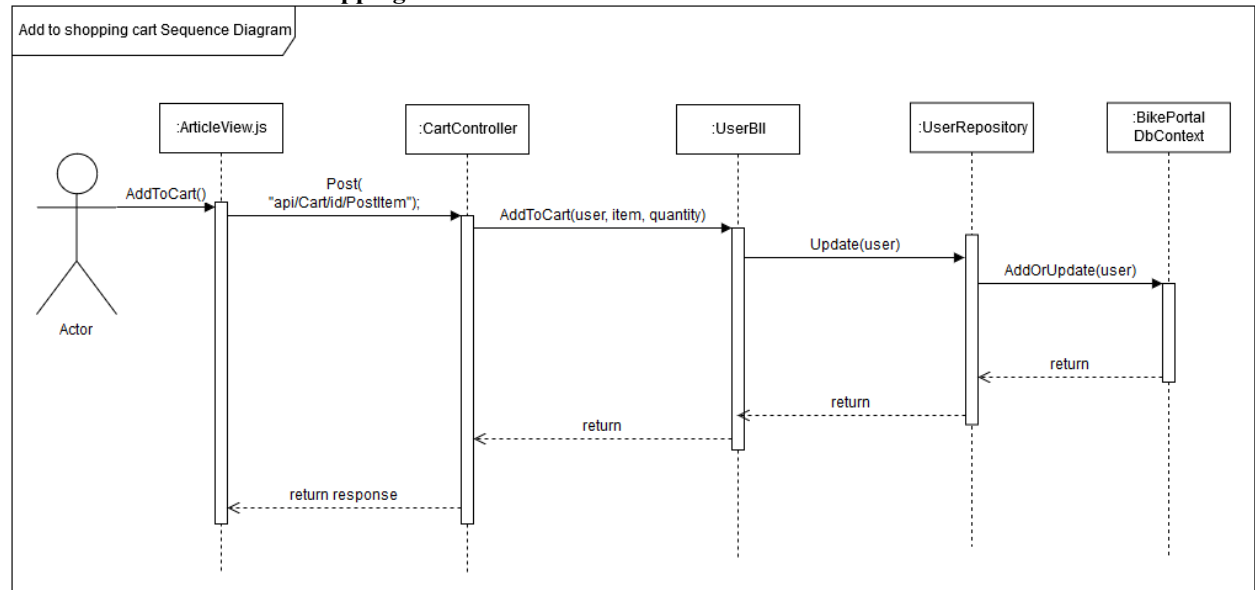 Add to shopping cart Sequence Diagram
:ArticleView.js
:CartController
:UserBll
:UserRepository
:BikePortal
DbContext
AddToCart()
Post(
"api/Cart/id/PostItem");
AddToCart(user, item, quantity)
Update(user)
AddOrUpdate(user)
Actor
return
return
return
return response